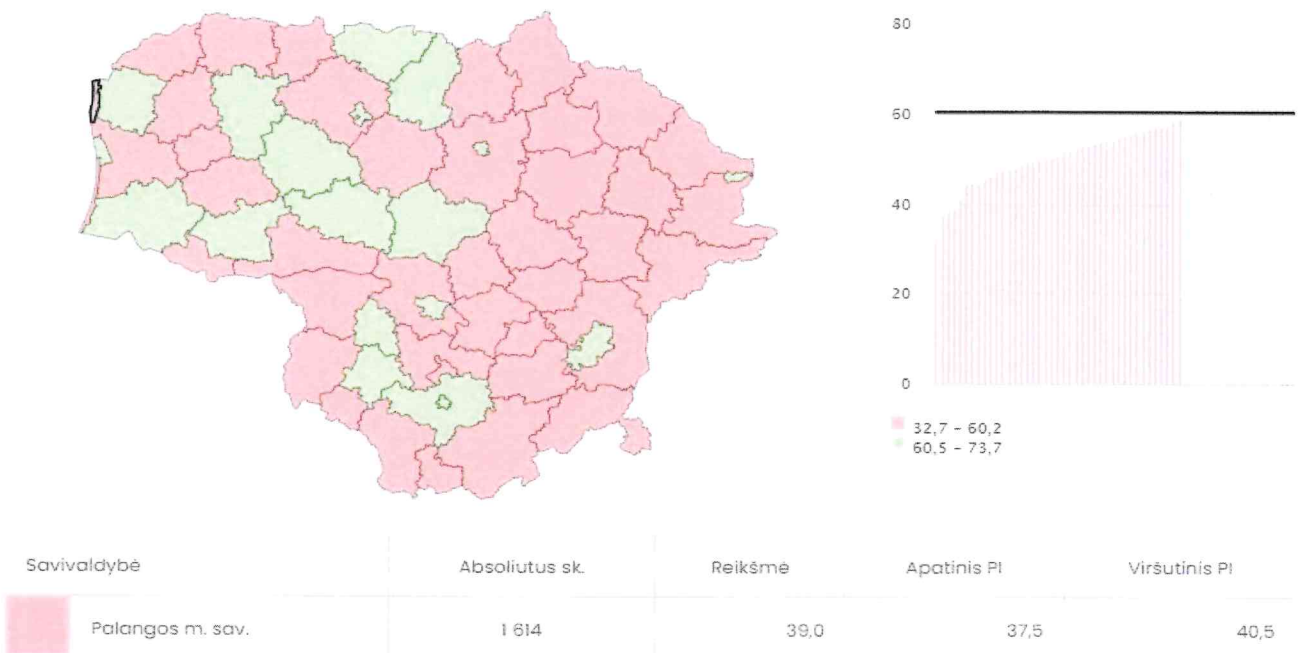 80
60
40
20
0
32,7 – 60,2
60,5 – 73,7
Savivaldybė Absoliutus sk. Reikšmė Apatinis PI Viršutinis PI
Palangos m. sav. 1 614 39,0 37,5 40,5